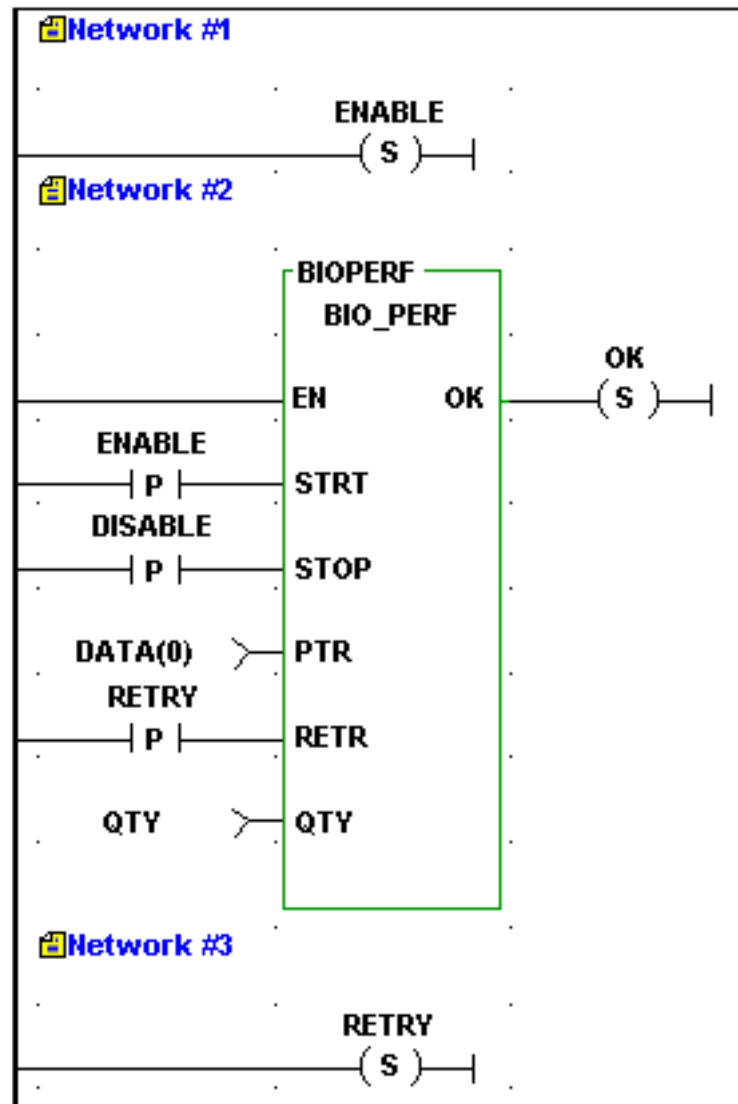 Network #1
ENABLE
( S )
Network #2
BIOPERF
BIO_PERF
OK
EN OK ( S )
ENABLE
P STRT
DISABLE
P STOP
DATA(0) PTR
RETRY
P RETR
QTY QTY
Network #3
RETRY
( S )